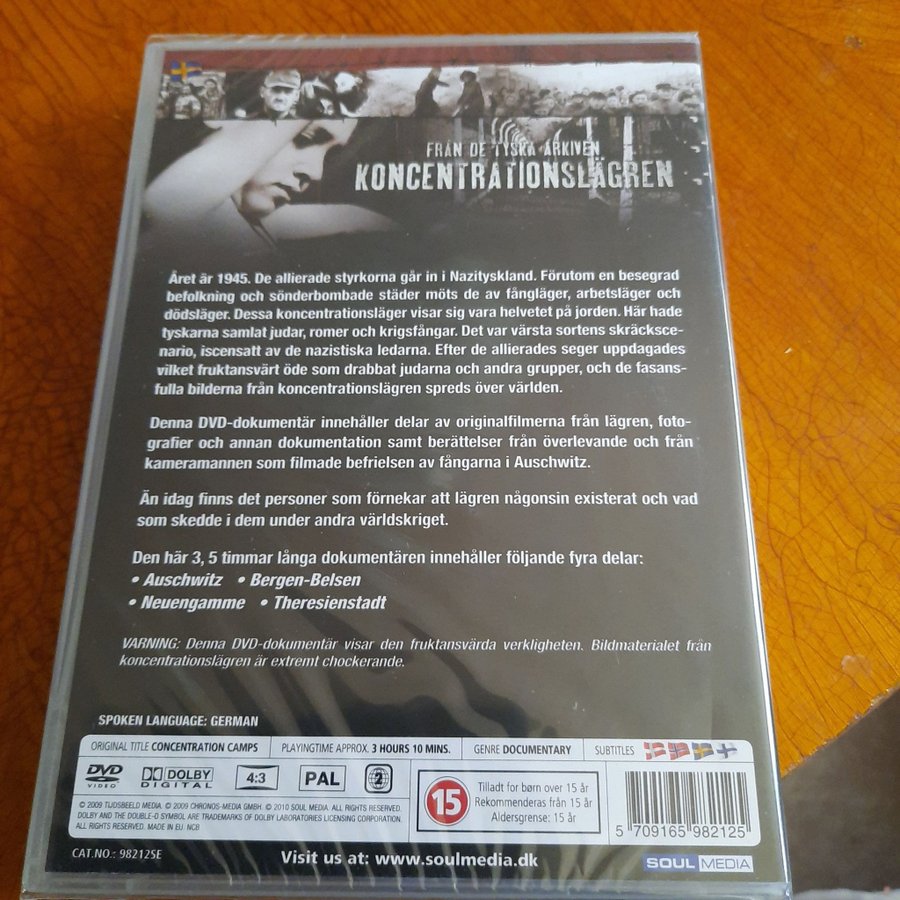 FRÅN DE TYSKA ARKIVEN
KONCENTRATIONSLÄGREN
Året är 1945. De allierade styrkorna går in i Nazityskland. Förutom en besegrad
befolkning och sönderbombade städer möts de av fångläger, arbetsläger och
dödsläger. Dessa koncentrationsläger visar sig vara helvetet på jorden. Här hade
tyskarna samlat judar, romer och krigsfångar. Det var värsta sortens skräcksce-
nario, iscensatt av de nazistiska ledarna. Efter de allierades seger uppdagades
vilket fruktansvärt öde som drabbat judarna och andra grupper, och de fasans-
fulla bilderna från koncentrationslägren spreds över världen.
Denna DVD-dokumentär innehåller delar av originalfilmerna från lägren, foto-
grafier och annan dokumentation samt berättelser från överlevande och från
kameramannen som filmade befrielsen av fångarna i Auschwitz.
Än idag finns det personer som förnekar att lägren någonsin existerat och vad
som skedde i dem under andra världskriget.
Den här 3, 5 timmar långa dokumentären innehåller följande fyra delar:
• Auschwitz • Bergen-Belsen
• Neuengamme • Theresienstadt
VARNING: Denna DVD-dokumentär visar den fruktansvärda verkligheten. Bildmaterialet från
koncentrationslägren är extremt chockerande.
SPOKEN LANGUAGE: GERMAN
ORIGINAL TITLE CONCENTRATION CAMPS PLAYINGTIME APPROX. 3 HOURS 10 MINS. GENRE DOCUMENTARY SUBTITLES
DVD VIDEO DOLBY DIGITAL 4:3 PAL 2
© 2009 TIJDSBEELD MEDIA. © 2009 CHRONOS-MEDIA GMBH. © 2010 SOUL MEDIA. ALL RIGHTS RESERVED.
DOLBY AND THE DOUBLE-D SYMBOL ARE TRADEMARKS OF DOLBY LABORATORIES LICENSING CORPORATION.
ALL RIGHTS RESERVED. MADE IN EU. NCB
15
Tilladt for børn over 15 år
Rekommenderas från 15 år
Aldersgrense: 15 år
5 709165 982125
CAT.NO.: 98212SE
Visit us at: www.soulmedia.dk
SOUL MEDIA